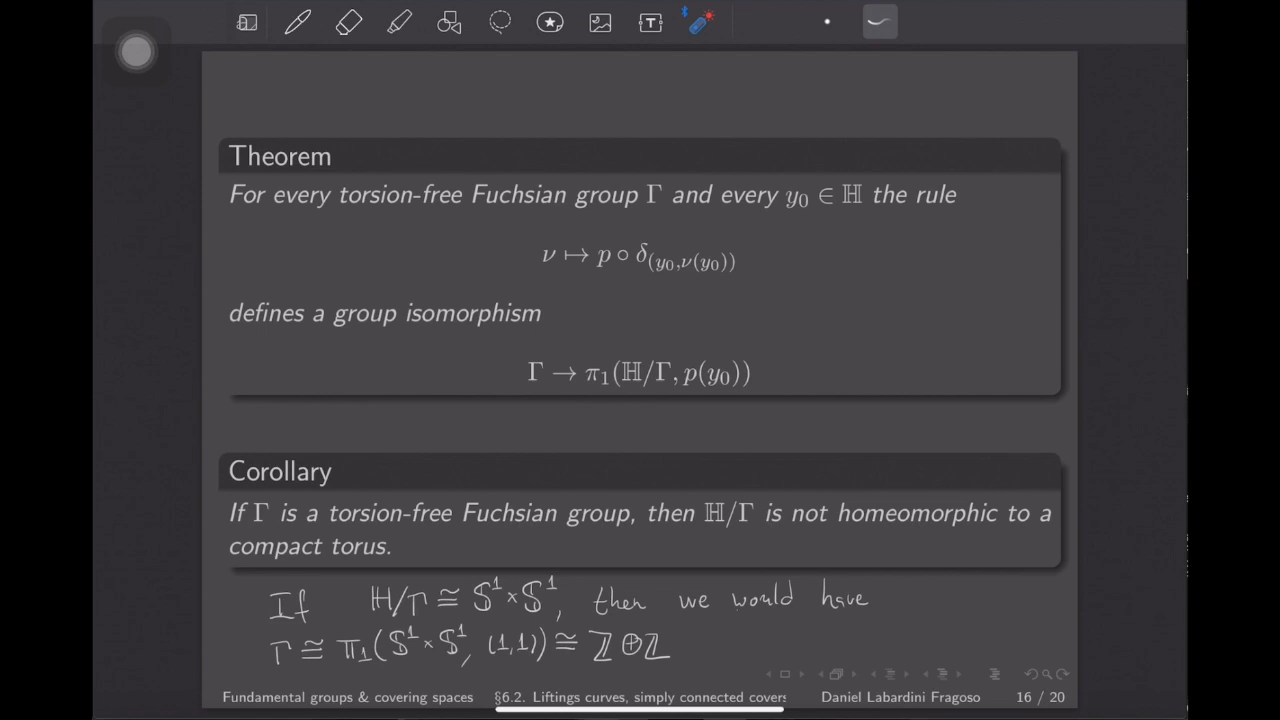 Theorem
For every torsion-free Fuchsian group Γ and every y₀ ∈ ℍ the rule
ν ↦ p ∘ δ_(y₀,ν(y₀))
defines a group isomorphism
Γ → π₁(ℍ/Γ, p(y₀))
Corollary
If Γ is a torsion-free Fuchsian group, then ℍ/Γ is not homeomorphic to a
compact torus.
If ℍ/Γ ≅ 𝕊¹ × 𝕊¹, then we would have
Γ ≅ π₁(𝕊¹ × 𝕊¹, (1,1)) ≅ ℤ ⊕ ℤ
Fundamental groups & covering spaces §6.2. Liftings curves, simply connected covers Daniel Labardini Fragoso 16 / 20